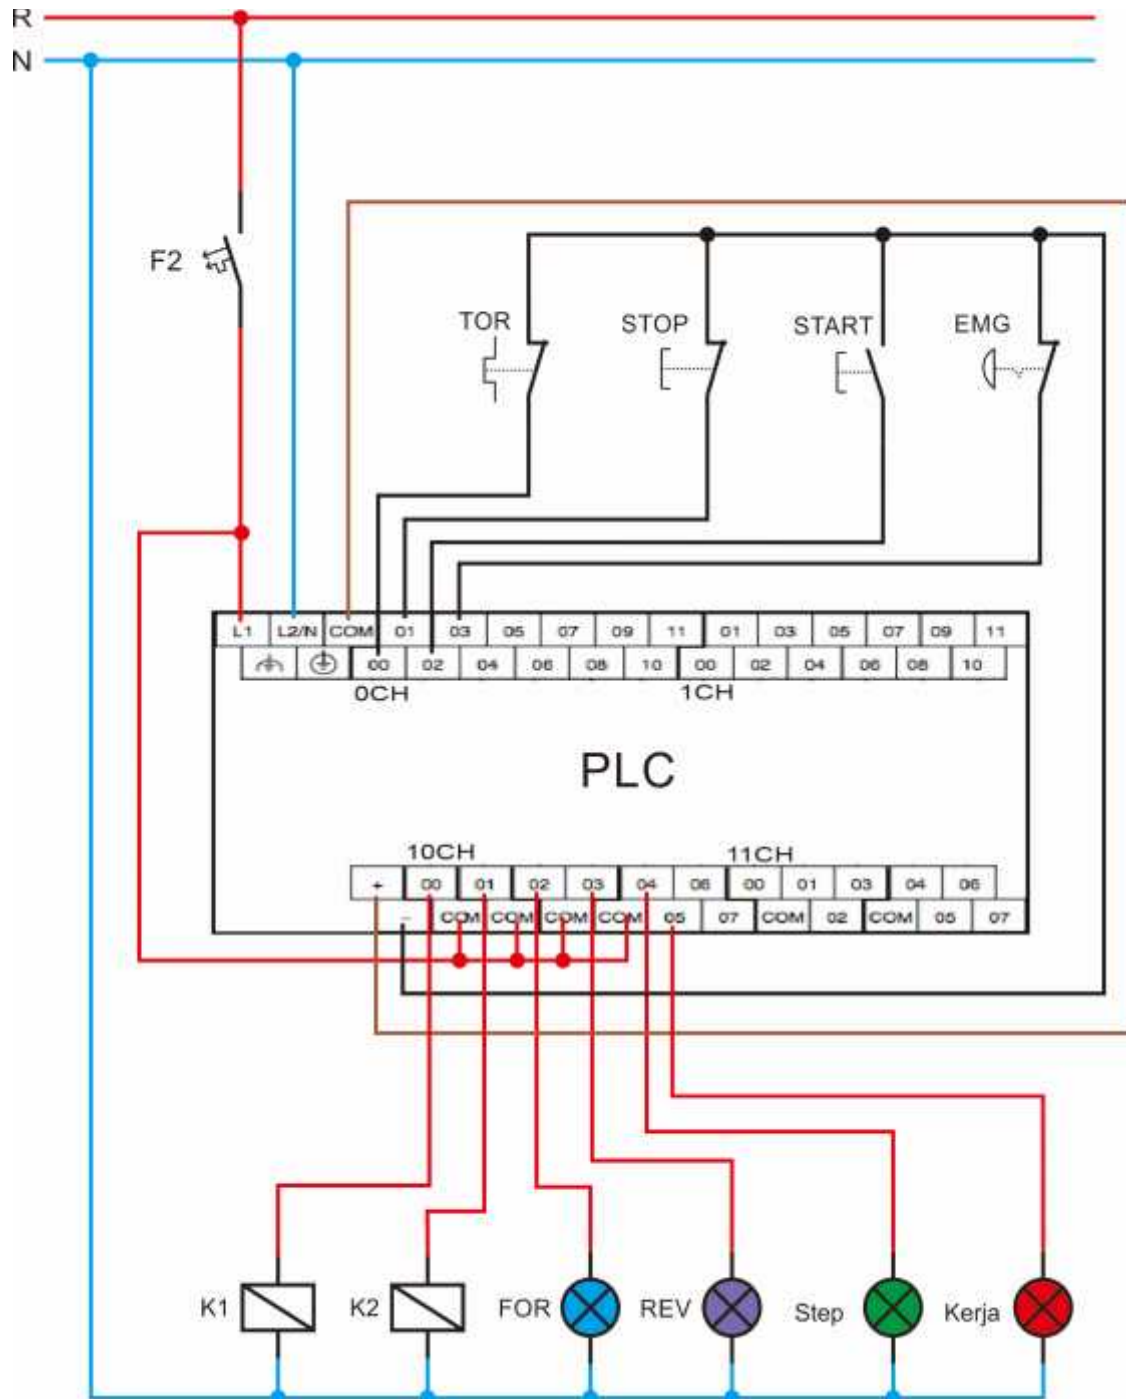 R
N
F2
TOR STOP START EMG
L1 L2/N COM 01 03 05 07 09 11 01 03 05 07 09 11
00 02 04 06 08 10 00 02 04 06 08 10
0CH 1CH
PLC
10CH 11CH
+ 00 01 02 03 04 06 00 01 03 04 06
- COM COM COM COM 05 07 COM 02 COM 05 07
K1 K2 FOR REV Step Kerja